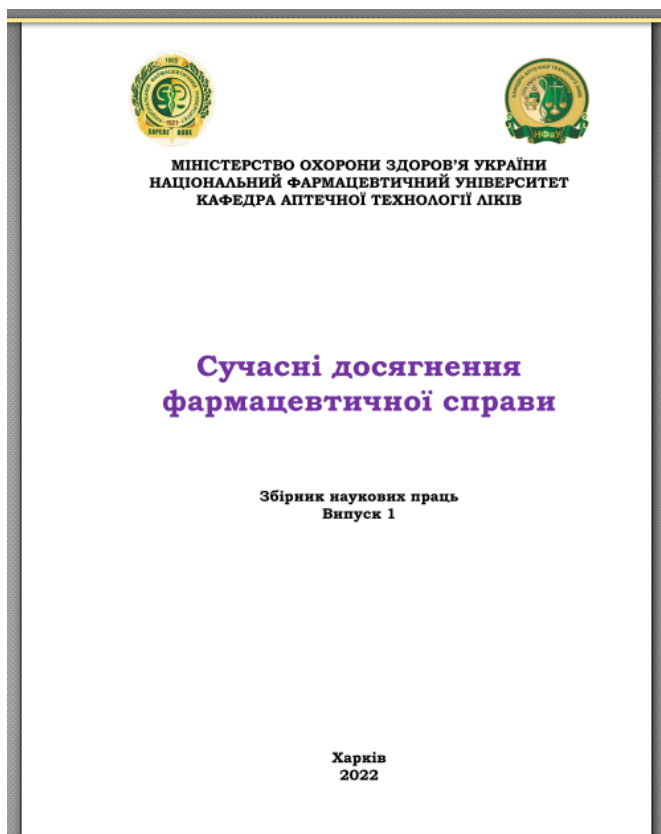 МІНІСТЕРСТВО ОХОРОНИ ЗДОРОВ’Я УКРАЇНИ
НАЦІОНАЛЬНИЙ ФАРМАЦЕВТИЧНИЙ УНІВЕРСИТЕТ
КАФЕДРА АПТЕЧНОЇ ТЕХНОЛОГІЇ ЛІКІВ
Сучасні досягнення
фармацевтичної справи
Збірник наукових праць
Випуск 1
Харків
2022